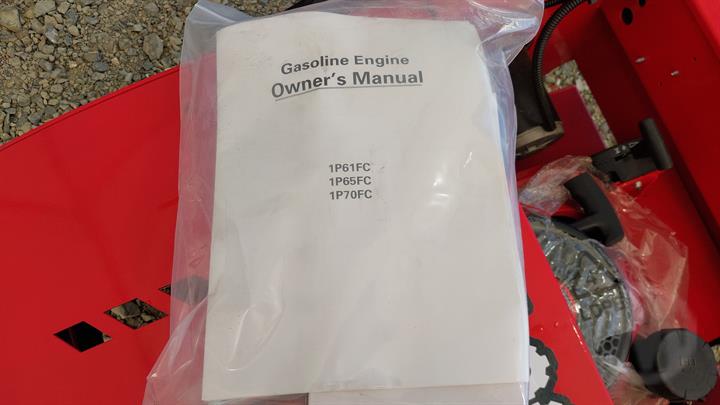 Gasoline Engine
Owner's Manual
1P61FC
1P65FC
1P70FC